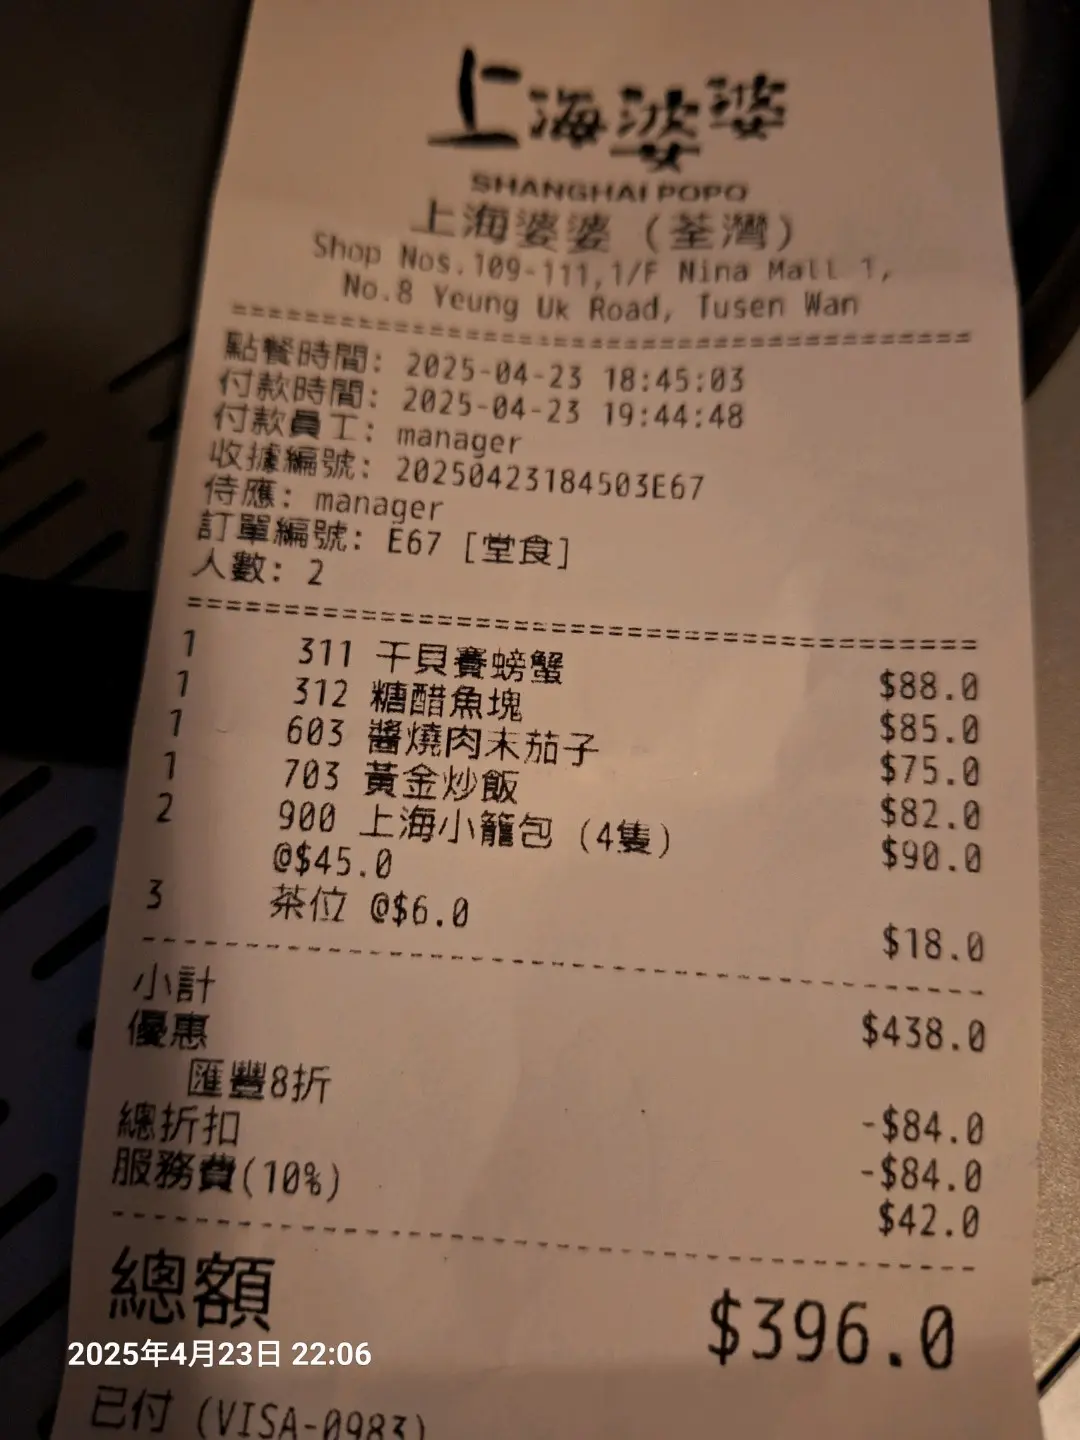 上海婆婆
SHANGHAI POPO
上海婆婆 (荃灣)
Shop Nos.109-111,1/F Nina Mall 1,
No.8 Yeung Uk Road, Tusen Wan
點餐時間: 2025-04-23 18:45:03
付款時間: 2025-04-23 19:44:48
付款員工: manager
收據編號: 20250423184503E67
侍應: manager
訂單編號: E67 [堂食]
人數: 2
1 311 干貝賽螃蟹 $88.0
1 312 糖醋魚塊 $85.0
1 603 醬燒肉末茄子 $75.0
1 703 黃金炒飯 $82.0
2 900 上海小籠包 (4隻) $90.0
@$45.0
3 茶位 @$6.0 $18.0
小計 $438.0
優惠
匯豐8折 -$84.0
總折扣 -$84.0
服務費(10%) $42.0
總額 $396.0
2025年4月23日 22:06
已付 (VISA-0983)